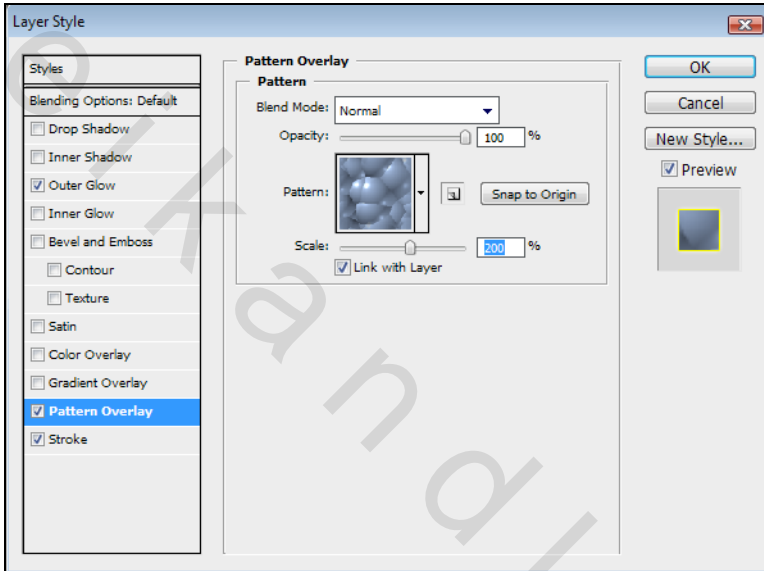 Layer Style
Styles
Blending Options: Default
Drop Shadow
Inner Shadow
Outer Glow
Inner Glow
Bevel and Emboss
Contour
Texture
Satin
Color Overlay
Gradient Overlay
Pattern Overlay
Stroke
Pattern Overlay
Pattern
Blend Mode: Normal
Opacity: 100 %
Pattern: Snap to Origin
Scale: 200 %
Link with Layer
OK
Cancel
New Style...
Preview
e i k a n d l